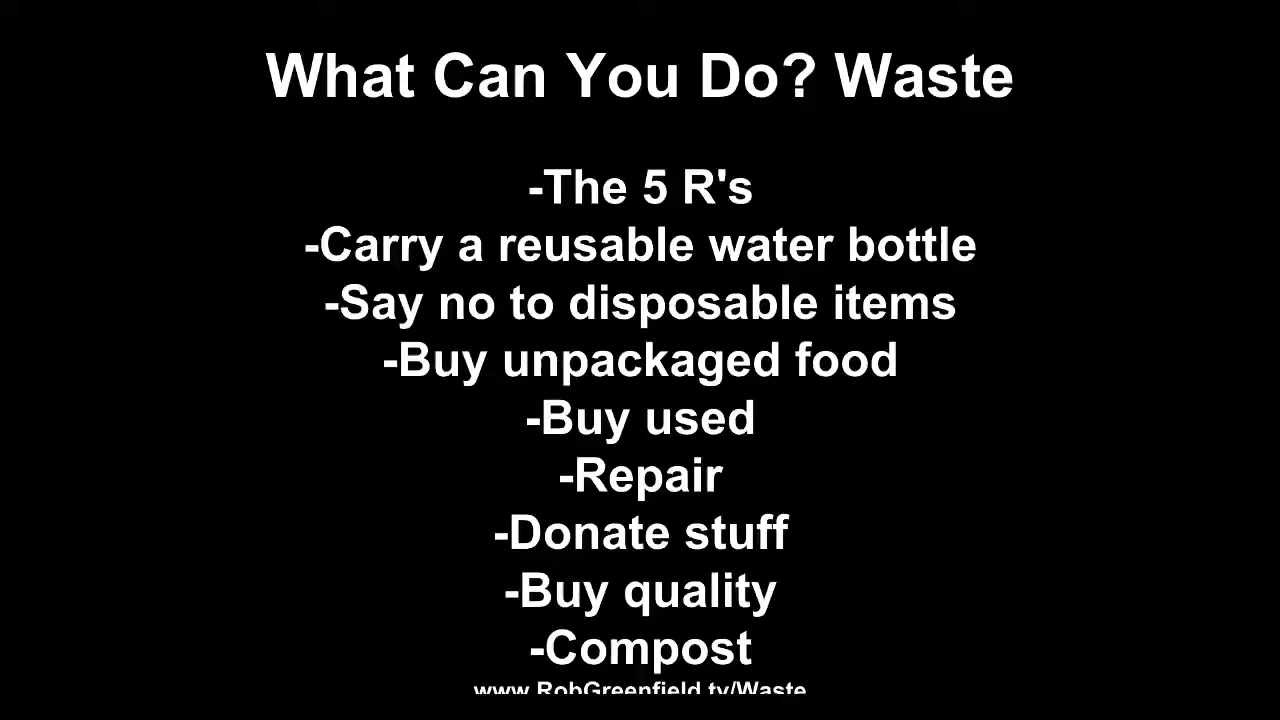 What Can You Do? Waste
-The 5 R's
-Carry a reusable water bottle
-Say no to disposable items
-Buy unpackaged food
-Buy used
-Repair
-Donate stuff
-Buy quality
-Compost
www.RobGreenfield.tv/Waste